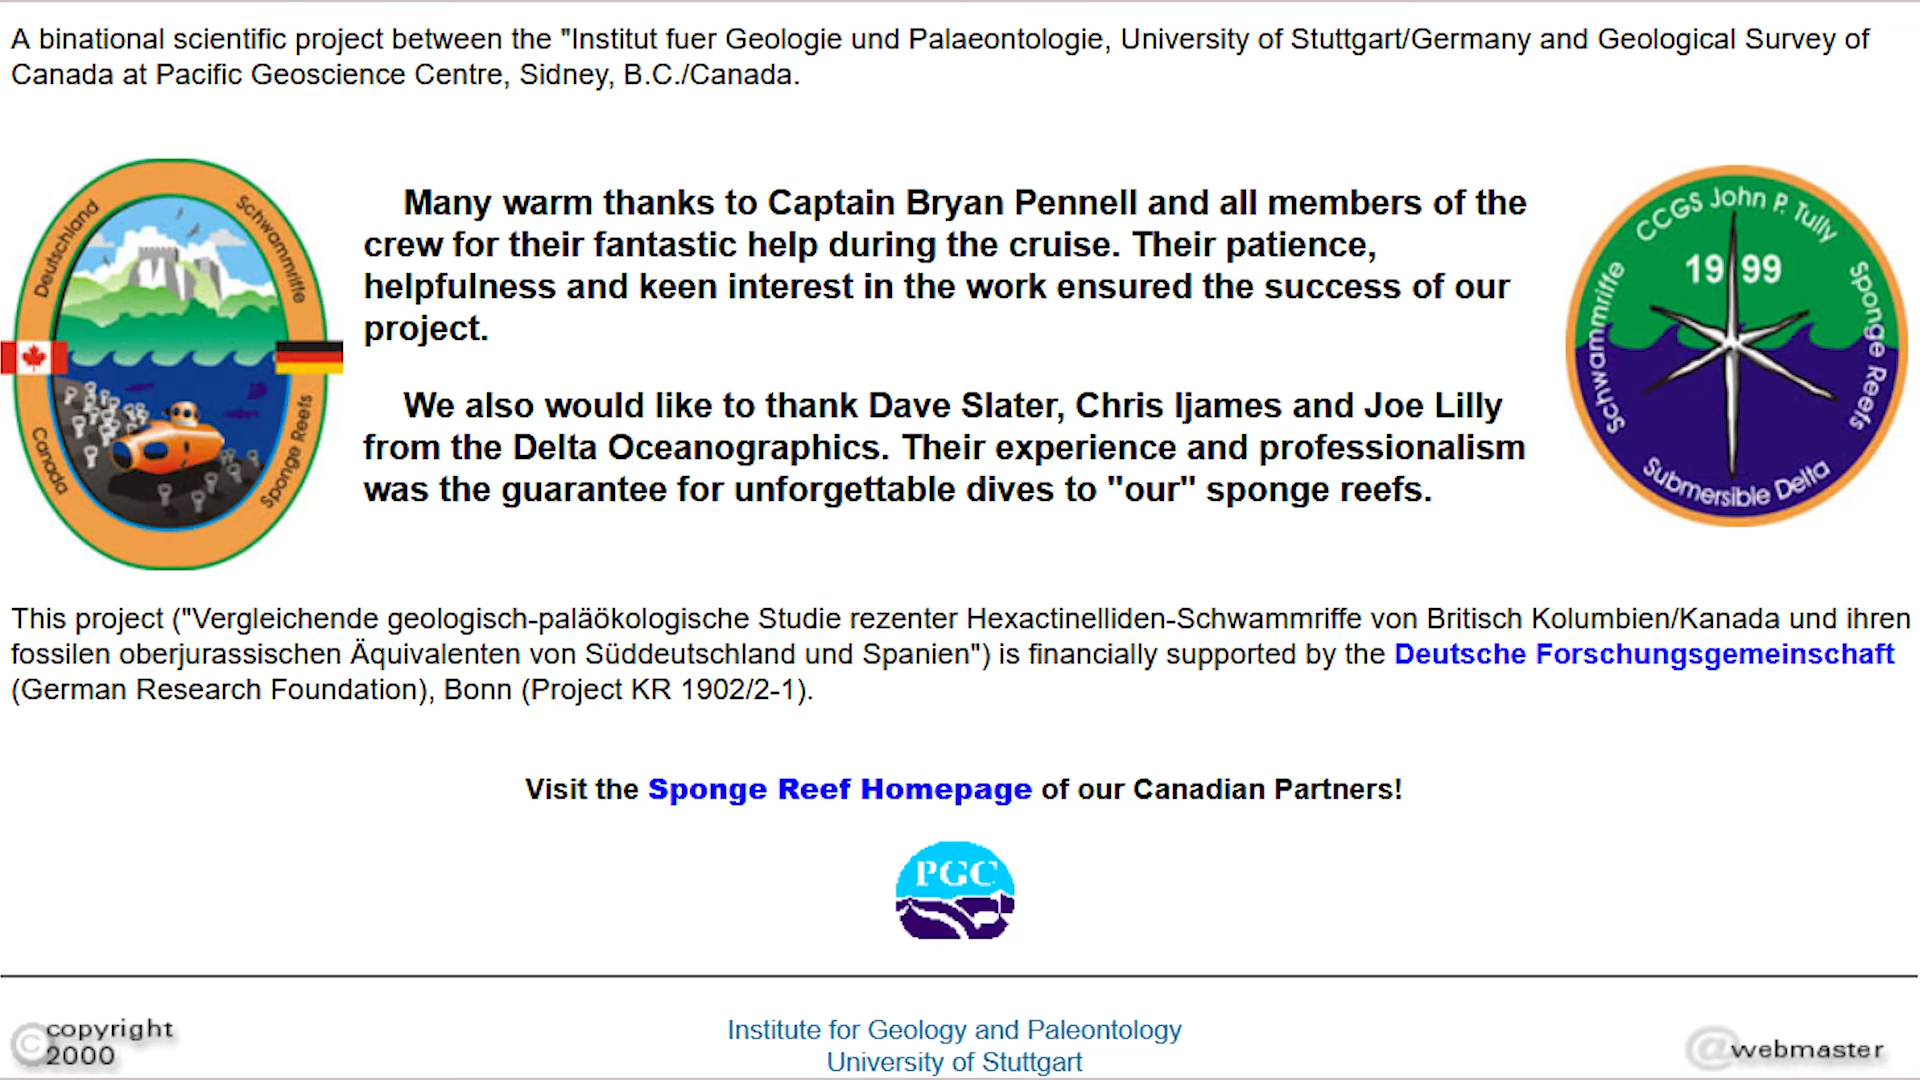 A binational scientific project between the "Institut fuer Geologie und Palaeontologie, University of Stuttgart/Germany and Geological Survey of
Canada at Pacific Geoscience Centre, Sidney, B.C./Canada.
Deutschland
Schwammriffe
Canada
Sponge Reefs
Many warm thanks to Captain Bryan Pennell and all members of the
crew for their fantastic help during the cruise. Their patience,
helpfulness and keen interest in the work ensured the success of our
project.
We also would like to thank Dave Slater, Chris Ijames and Joe Lilly
from the Delta Oceanographics. Their experience and professionalism
was the guarantee for unforgettable dives to "our" sponge reefs.
CCGS John P. Tully
1999
Schwammriffe
Sponge Reefs
Submersible Delta
This project ("Vergleichende geologisch-paläökologische Studie rezenter Hexactinelliden-Schwammriffe von Britisch Kolumbien/Kanada und ihren
fossilen oberjurassischen Äquivalenten von Süddeutschland und Spanien") is financially supported by the Deutsche Forschungsgemeinschaft
(German Research Foundation), Bonn (Project KR 1902/2-1).
Visit the Sponge Reef Homepage of our Canadian Partners!
PGC
© copyright
2000
Institute for Geology and Paleontology
University of Stuttgart
@webmaster